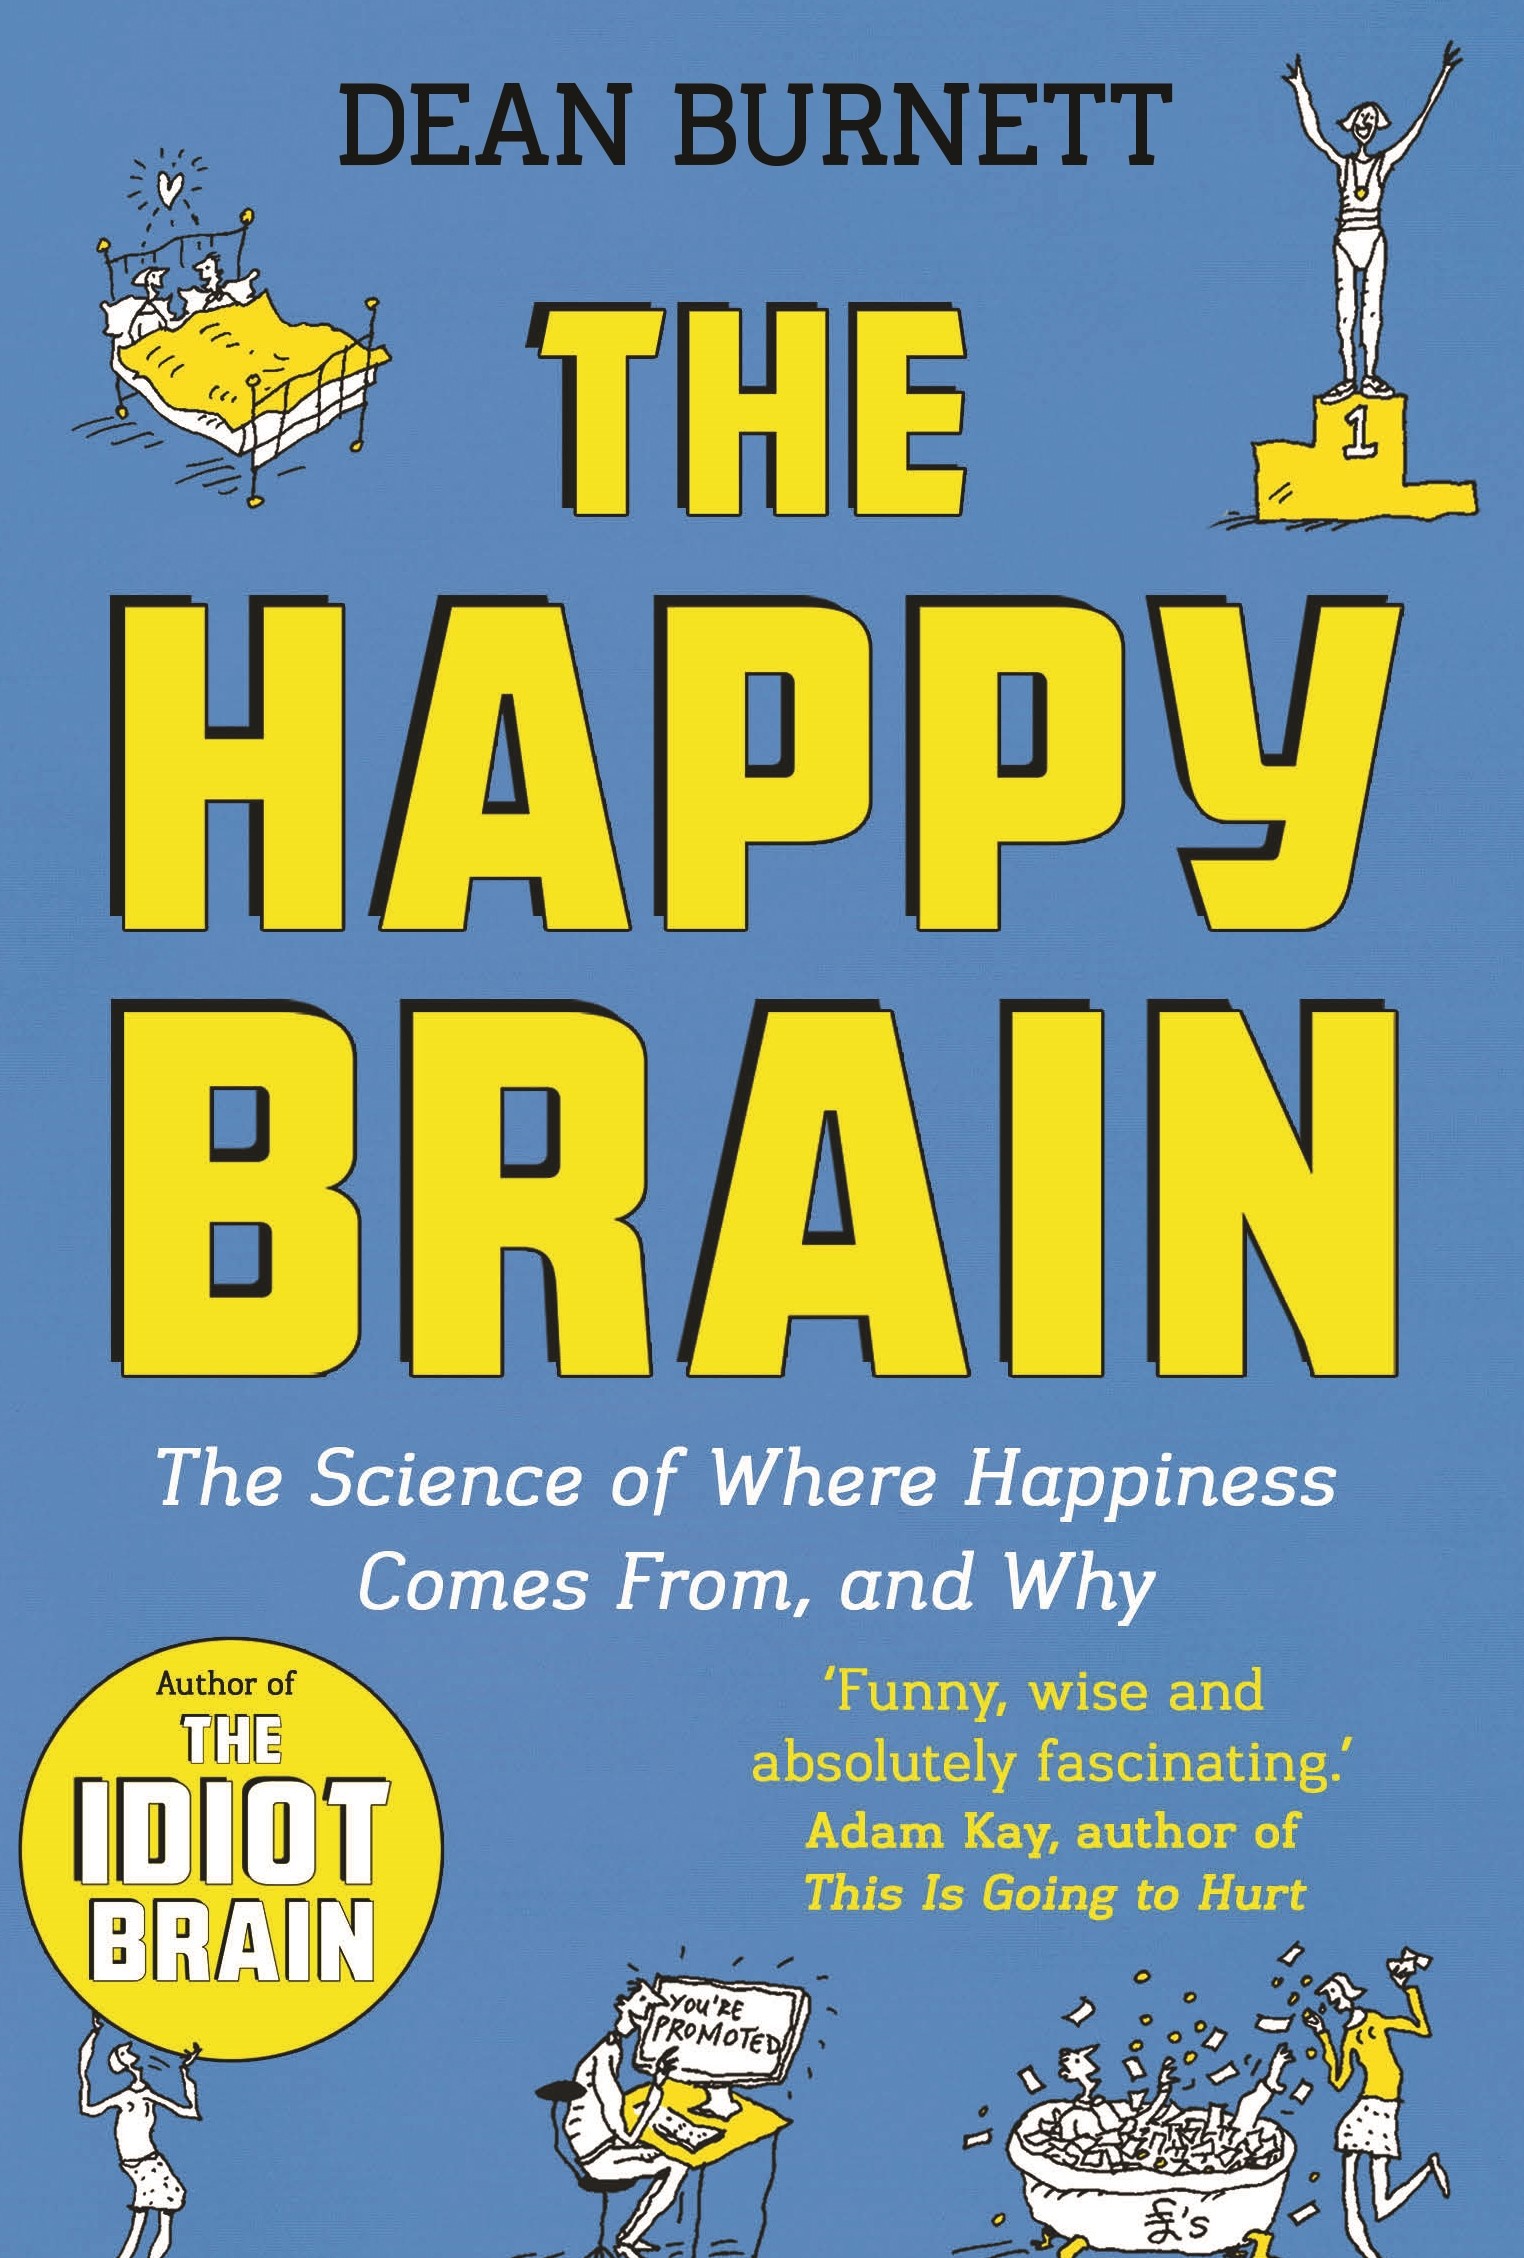 DEAN BURNETT
THE
HAPPY
BRAIN
The Science of Where Happiness
Comes From, and Why
Author of
THE
IDIOT
BRAIN
‘Funny, wise and
absolutely fascinating.’
Adam Kay, author of
This Is Going to Hurt
1
YOU'RE
PROMOTED
£'s